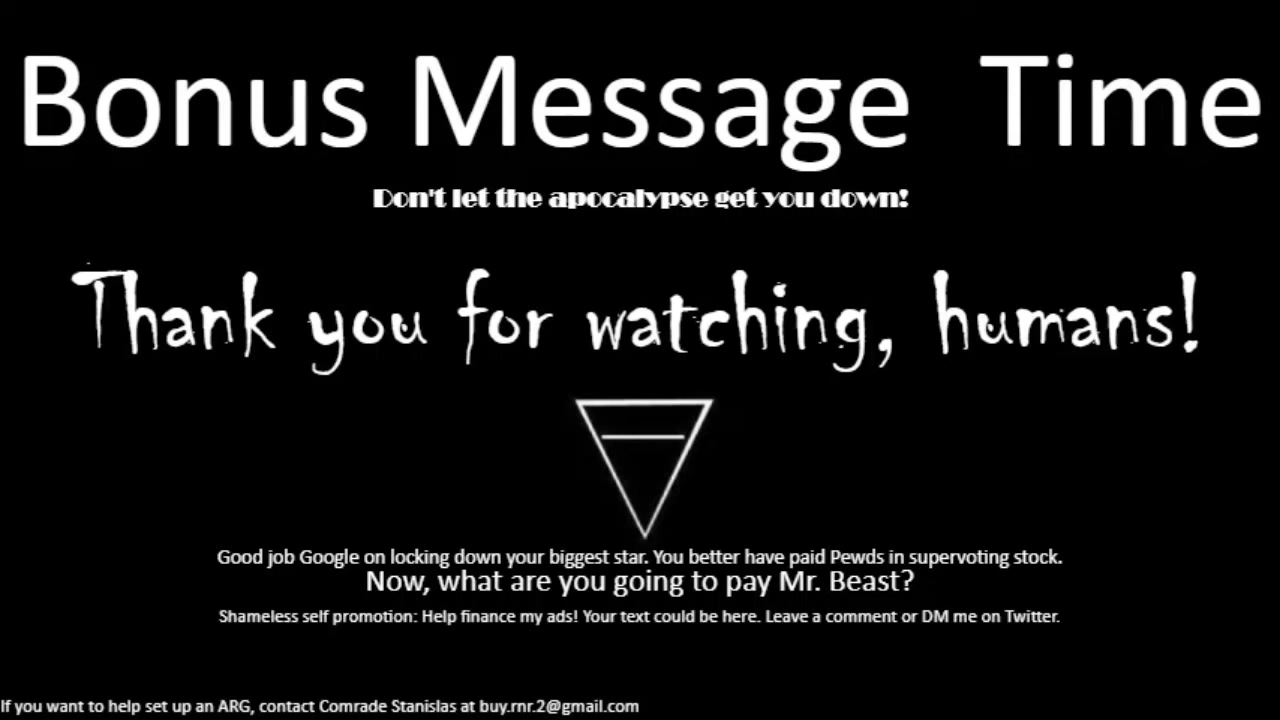 Bonus Message Time
Don't let the apocalypse get you down!
Thank you for watching, humans!
Good job Google on locking down your biggest star. You better have paid Pewds in supervoting stock.
Now, what are you going to pay Mr. Beast?
Shameless self promotion: Help finance my ads! Your text could be here. Leave a comment or DM me on Twitter.
If you want to help set up an ARG, contact Comrade Stanislas at buy.rnr.2@gmail.com